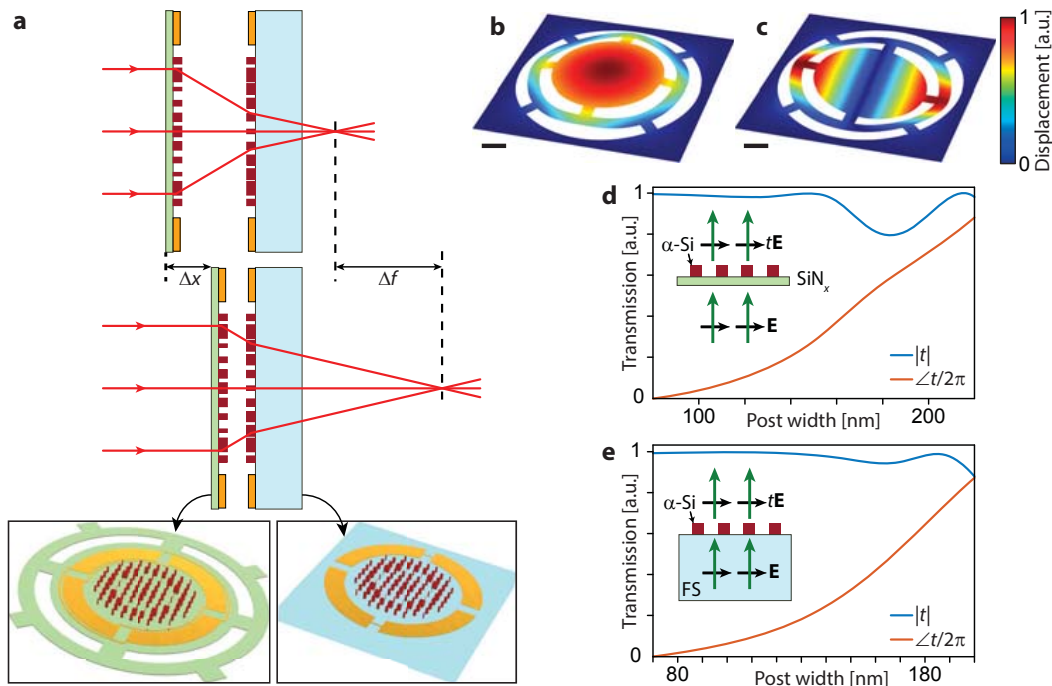 a
Δx
Δf
b
c
1
0
Displacement [a.u.]
d
1
0
Transmission [a.u.]
α-Si
tE
SiNₓ
E
|t|
∠t/2π
100
200
Post width [nm]
e
1
0
Transmission [a.u.]
α-Si
tE
E
FS
|t|
∠t/2π
80
180
Post width [nm]